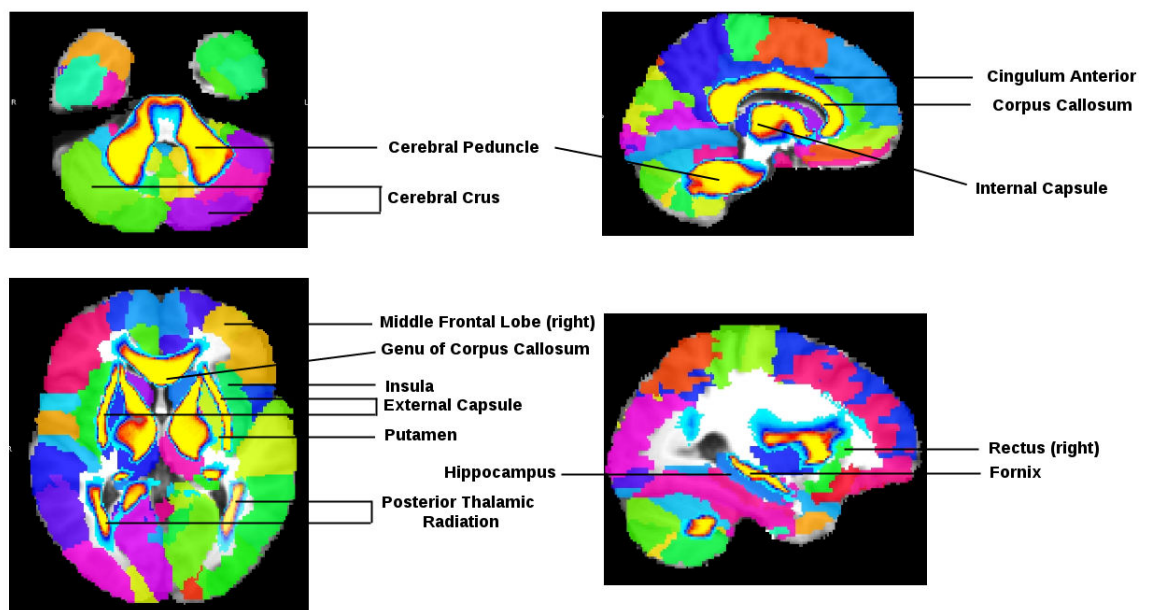 R
L
Cerebral Peduncle
Cerebral Crus
Cingulum Anterior
Corpus Callosum
Internal Capsule
R
Middle Frontal Lobe (right)
Genu of Corpus Callosum
Insula
External Capsule
Putamen
Hippocampus
Posterior Thalamic
Radiation
Rectus (right)
Fornix